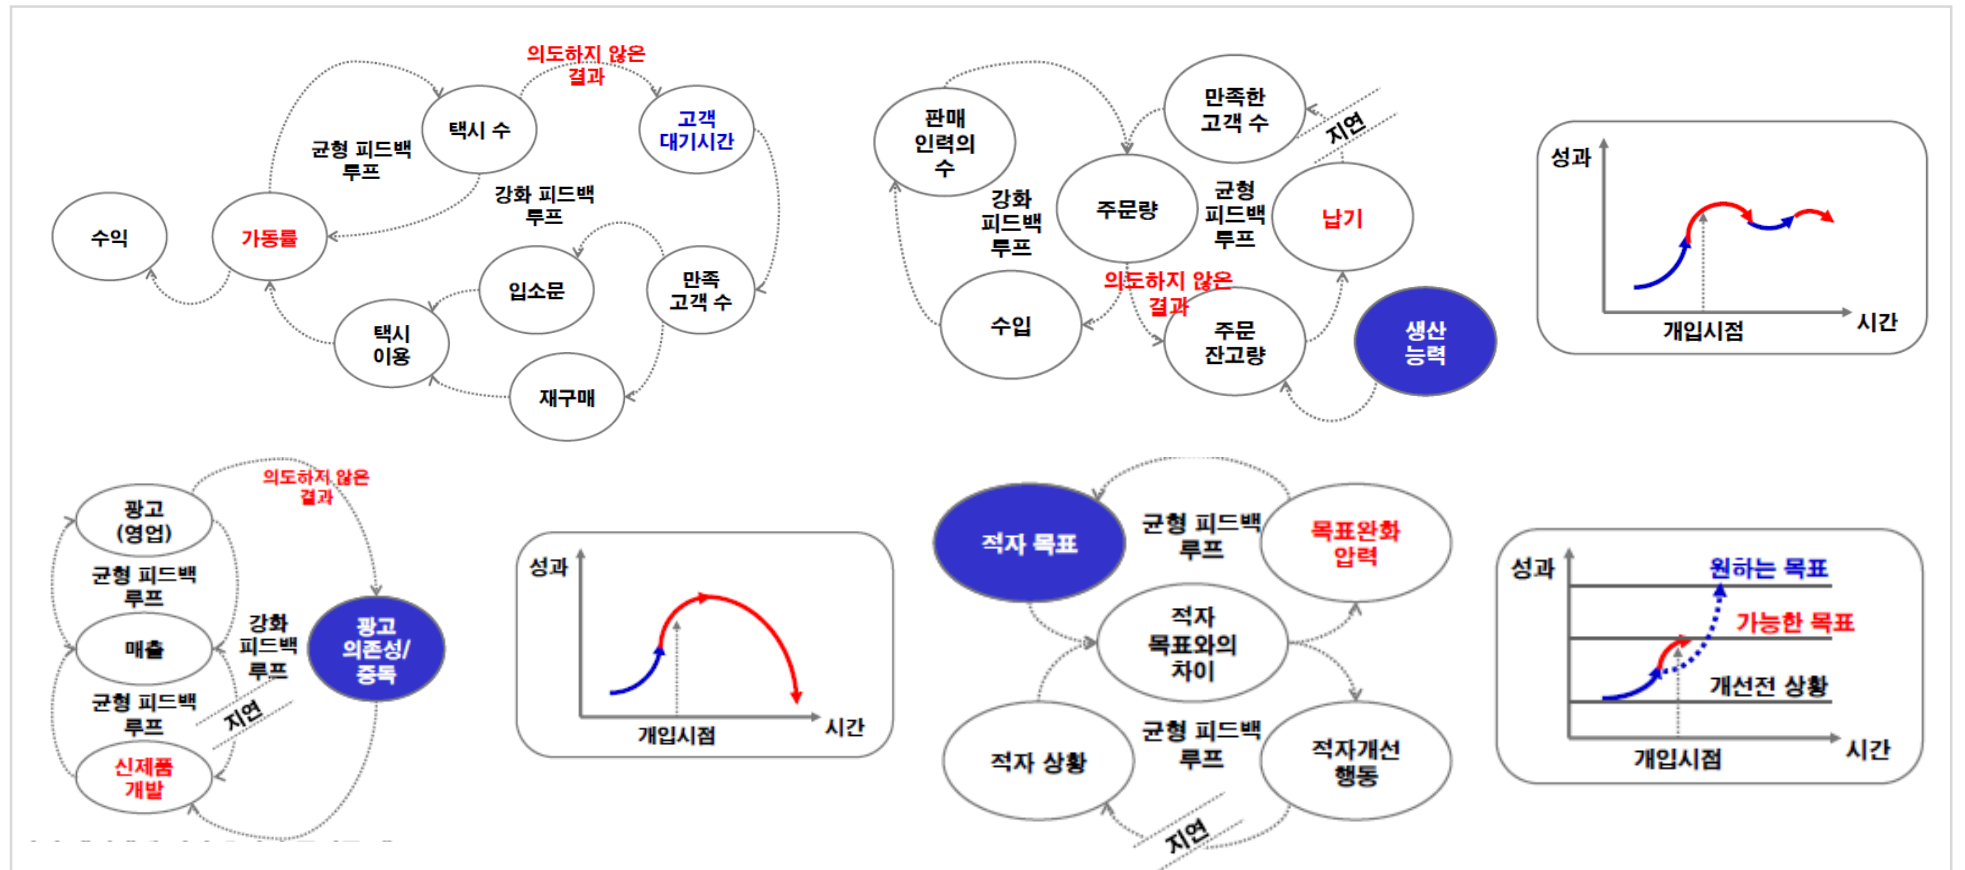 의도하지 않은
결과
택시 수
고객
대기시간
균형 피드백
루프
강화 피드백
루프
수익
가동률
입소문
만족
고객 수
택시
이용
재구매
판매
인력의
수
만족한
고객 수
지연
주문량
강화
피드백
루프
균형
피드백
루프
납기
의도하지 않은
결과
수입
주문
잔고량
생산
능력
성과
개입시점
시간
의도하지 않은
결과
광고
(영업)
균형 피드백
루프
매출
강화
피드백
루프
광고
의존성/
중독
균형 피드백
루프
지연
신제품
개발
성과
개입시점
시간
적자 목표
균형 피드백
루프
목표완화
압력
적자
목표와의
차이
적자 상황
균형 피드백
루프
적자개선
행동
지연
성과
원하는 목표
가능한 목표
개선전 상황
개입시점
시간